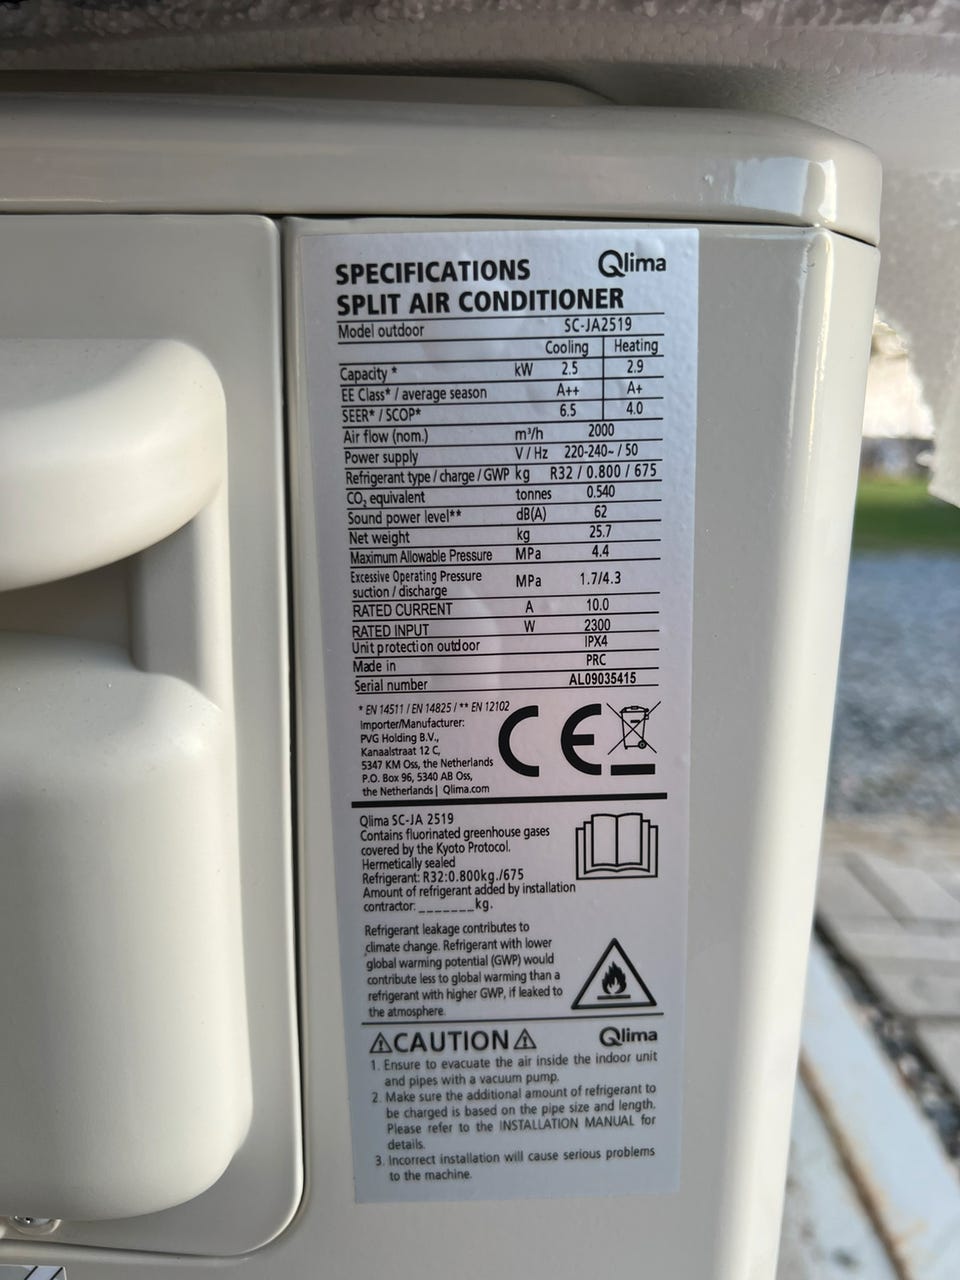 SPECIFICATIONS Qlima
SPLIT AIR CONDITIONER
Model outdoor SC-JA2519
Cooling Heating
Capacity * kW 2.5 2.9
EE Class* / average season A++ A+
SEER* / SCOP* 6.5 4.0
Air flow (nom.) m³/h 2000
Power supply V / Hz 220-240~ / 50
Refrigerant type / charge / GWP kg R32 / 0.800 / 675
CO₂ equivalent tonnes 0.540
Sound power level** dB(A) 62
Net weight kg 25.7
Maximum Allowable Pressure MPa 4.4
Excessive Operating Pressure
suction / discharge MPa 1.7/4.3
RATED CURRENT A 10.0
RATED INPUT W 2300
Unit protection outdoor IPX4
Made in PRC
Serial number AL09035415
* EN 14511 / EN 14825 / ** EN 12102
Importer/Manufacturer:
PVG Holding B.V.,
Kanaalstraat 12 C,
5347 KM Oss, the Netherlands
P.O. Box 96, 5340 AB Oss,
the Netherlands | Qlima.com
CE
Qlima SC-JA 2519
Contains fluorinated greenhouse gases
covered by the Kyoto Protocol.
Hermetically sealed
Refrigerant: R32:0.800kg./675
Amount of refrigerant added by installation
contractor: _______kg.
Refrigerant leakage contributes to
climate change. Refrigerant with lower
global warming potential (GWP) would
contribute less to global warming than a
refrigerant with higher GWP, if leaked to
the atmosphere.
CAUTION Qlima
1. Ensure to evacuate the air inside the indoor unit
and pipes with a vacuum pump.
2. Make sure the additional amount of refrigerant to
be charged is based on the pipe size and length.
Please refer to the INSTALLATION MANUAL for
details.
3. Incorrect installation will cause serious problems
to the machine.